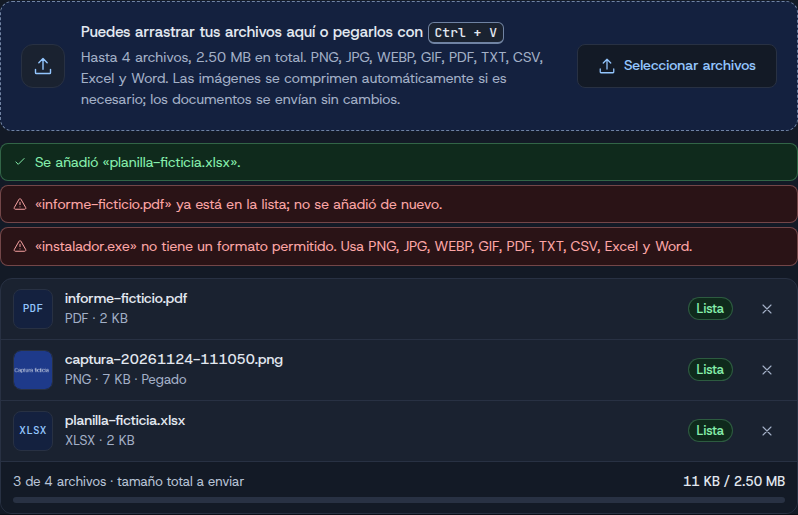 Puedes arrastrar tus archivos aquí o pegarlos con Ctrl + V
Hasta 4 archivos, 2.50 MB en total. PNG, JPG, WEBP, GIF, PDF, TXT, CSV,
Excel y Word. Las imágenes se comprimen automáticamente si es
necesario; los documentos se envían sin cambios.
Seleccionar archivos
Se añadió «planilla-ficticia.xlsx».
«informe-ficticio.pdf» ya está en la lista; no se añadió de nuevo.
«instalador.exe» no tiene un formato permitido. Usa PNG, JPG, WEBP, GIF, PDF, TXT, CSV, Excel y Word.
PDF
informe-ficticio.pdf
PDF · 2 KB
Lista
Captura ficticia
captura-20261124-111050.png
PNG · 7 KB · Pegado
Lista
XLSX
planilla-ficticia.xlsx
XLSX · 2 KB
Lista
3 de 4 archivos · tamaño total a enviar
11 KB / 2.50 MB